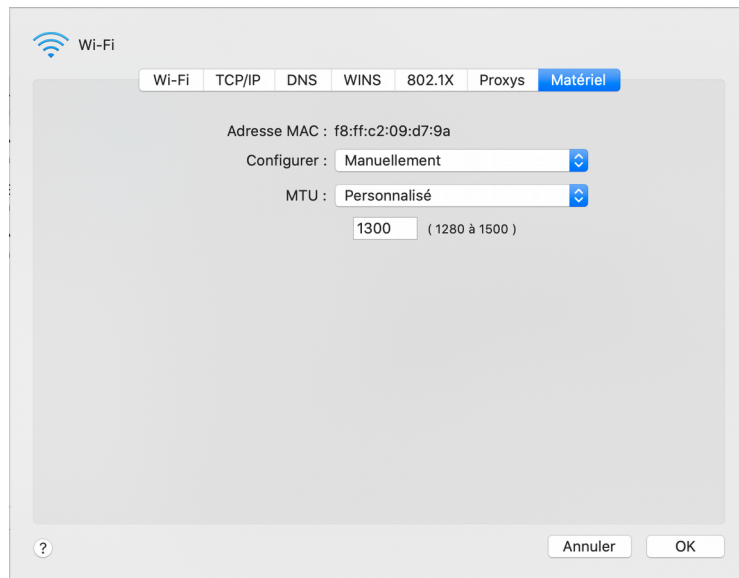 Wi-Fi
Wi-Fi TCP/IP DNS WINS 802.1X Proxys Matériel
Adresse MAC : f8:ff:c2:09:d7:9a
Configurer : Manuellement
MTU : Personnalisé
1300 ( 1280 à 1500 )
? Annuler OK